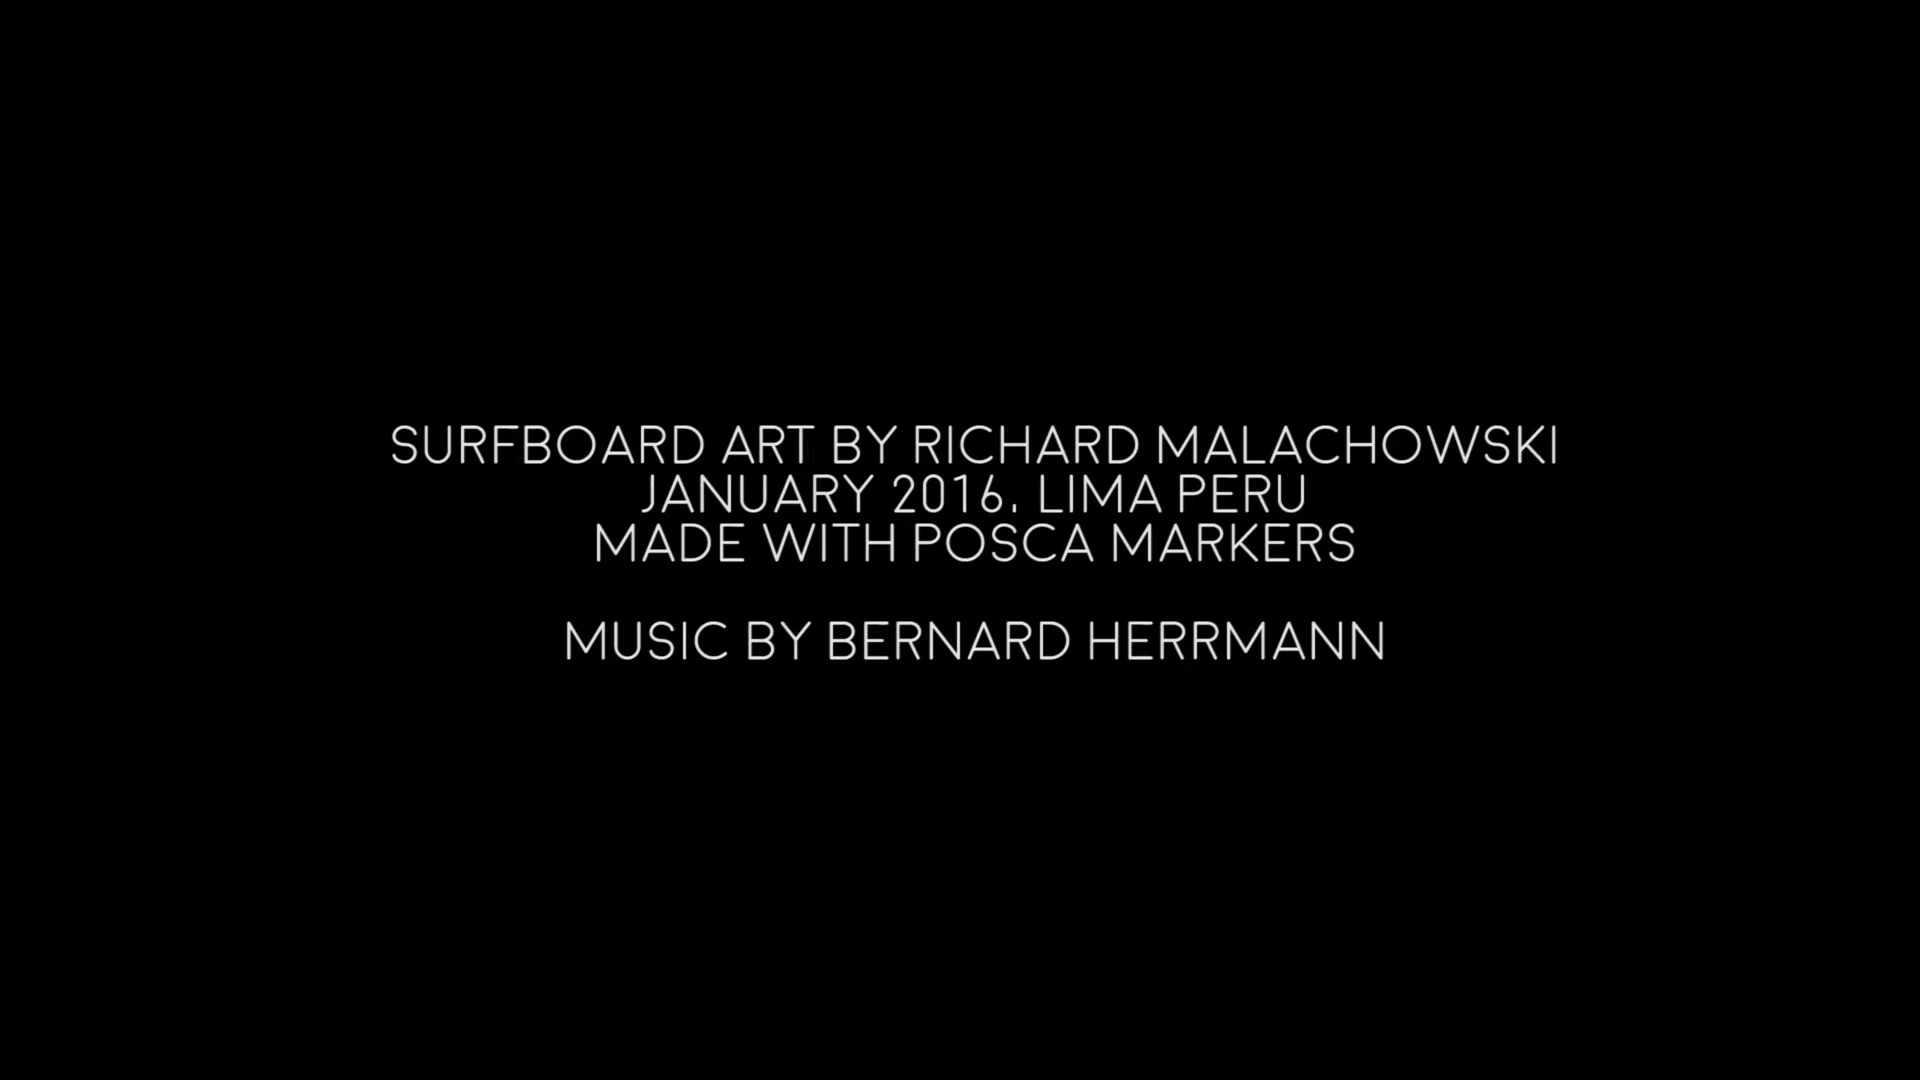 SURFBOARD ART BY RICHARD MALACHOWSKI
JANUARY 2016. LIMA PERU
MADE WITH POSCA MARKERS
MUSIC BY BERNARD HERRMANN